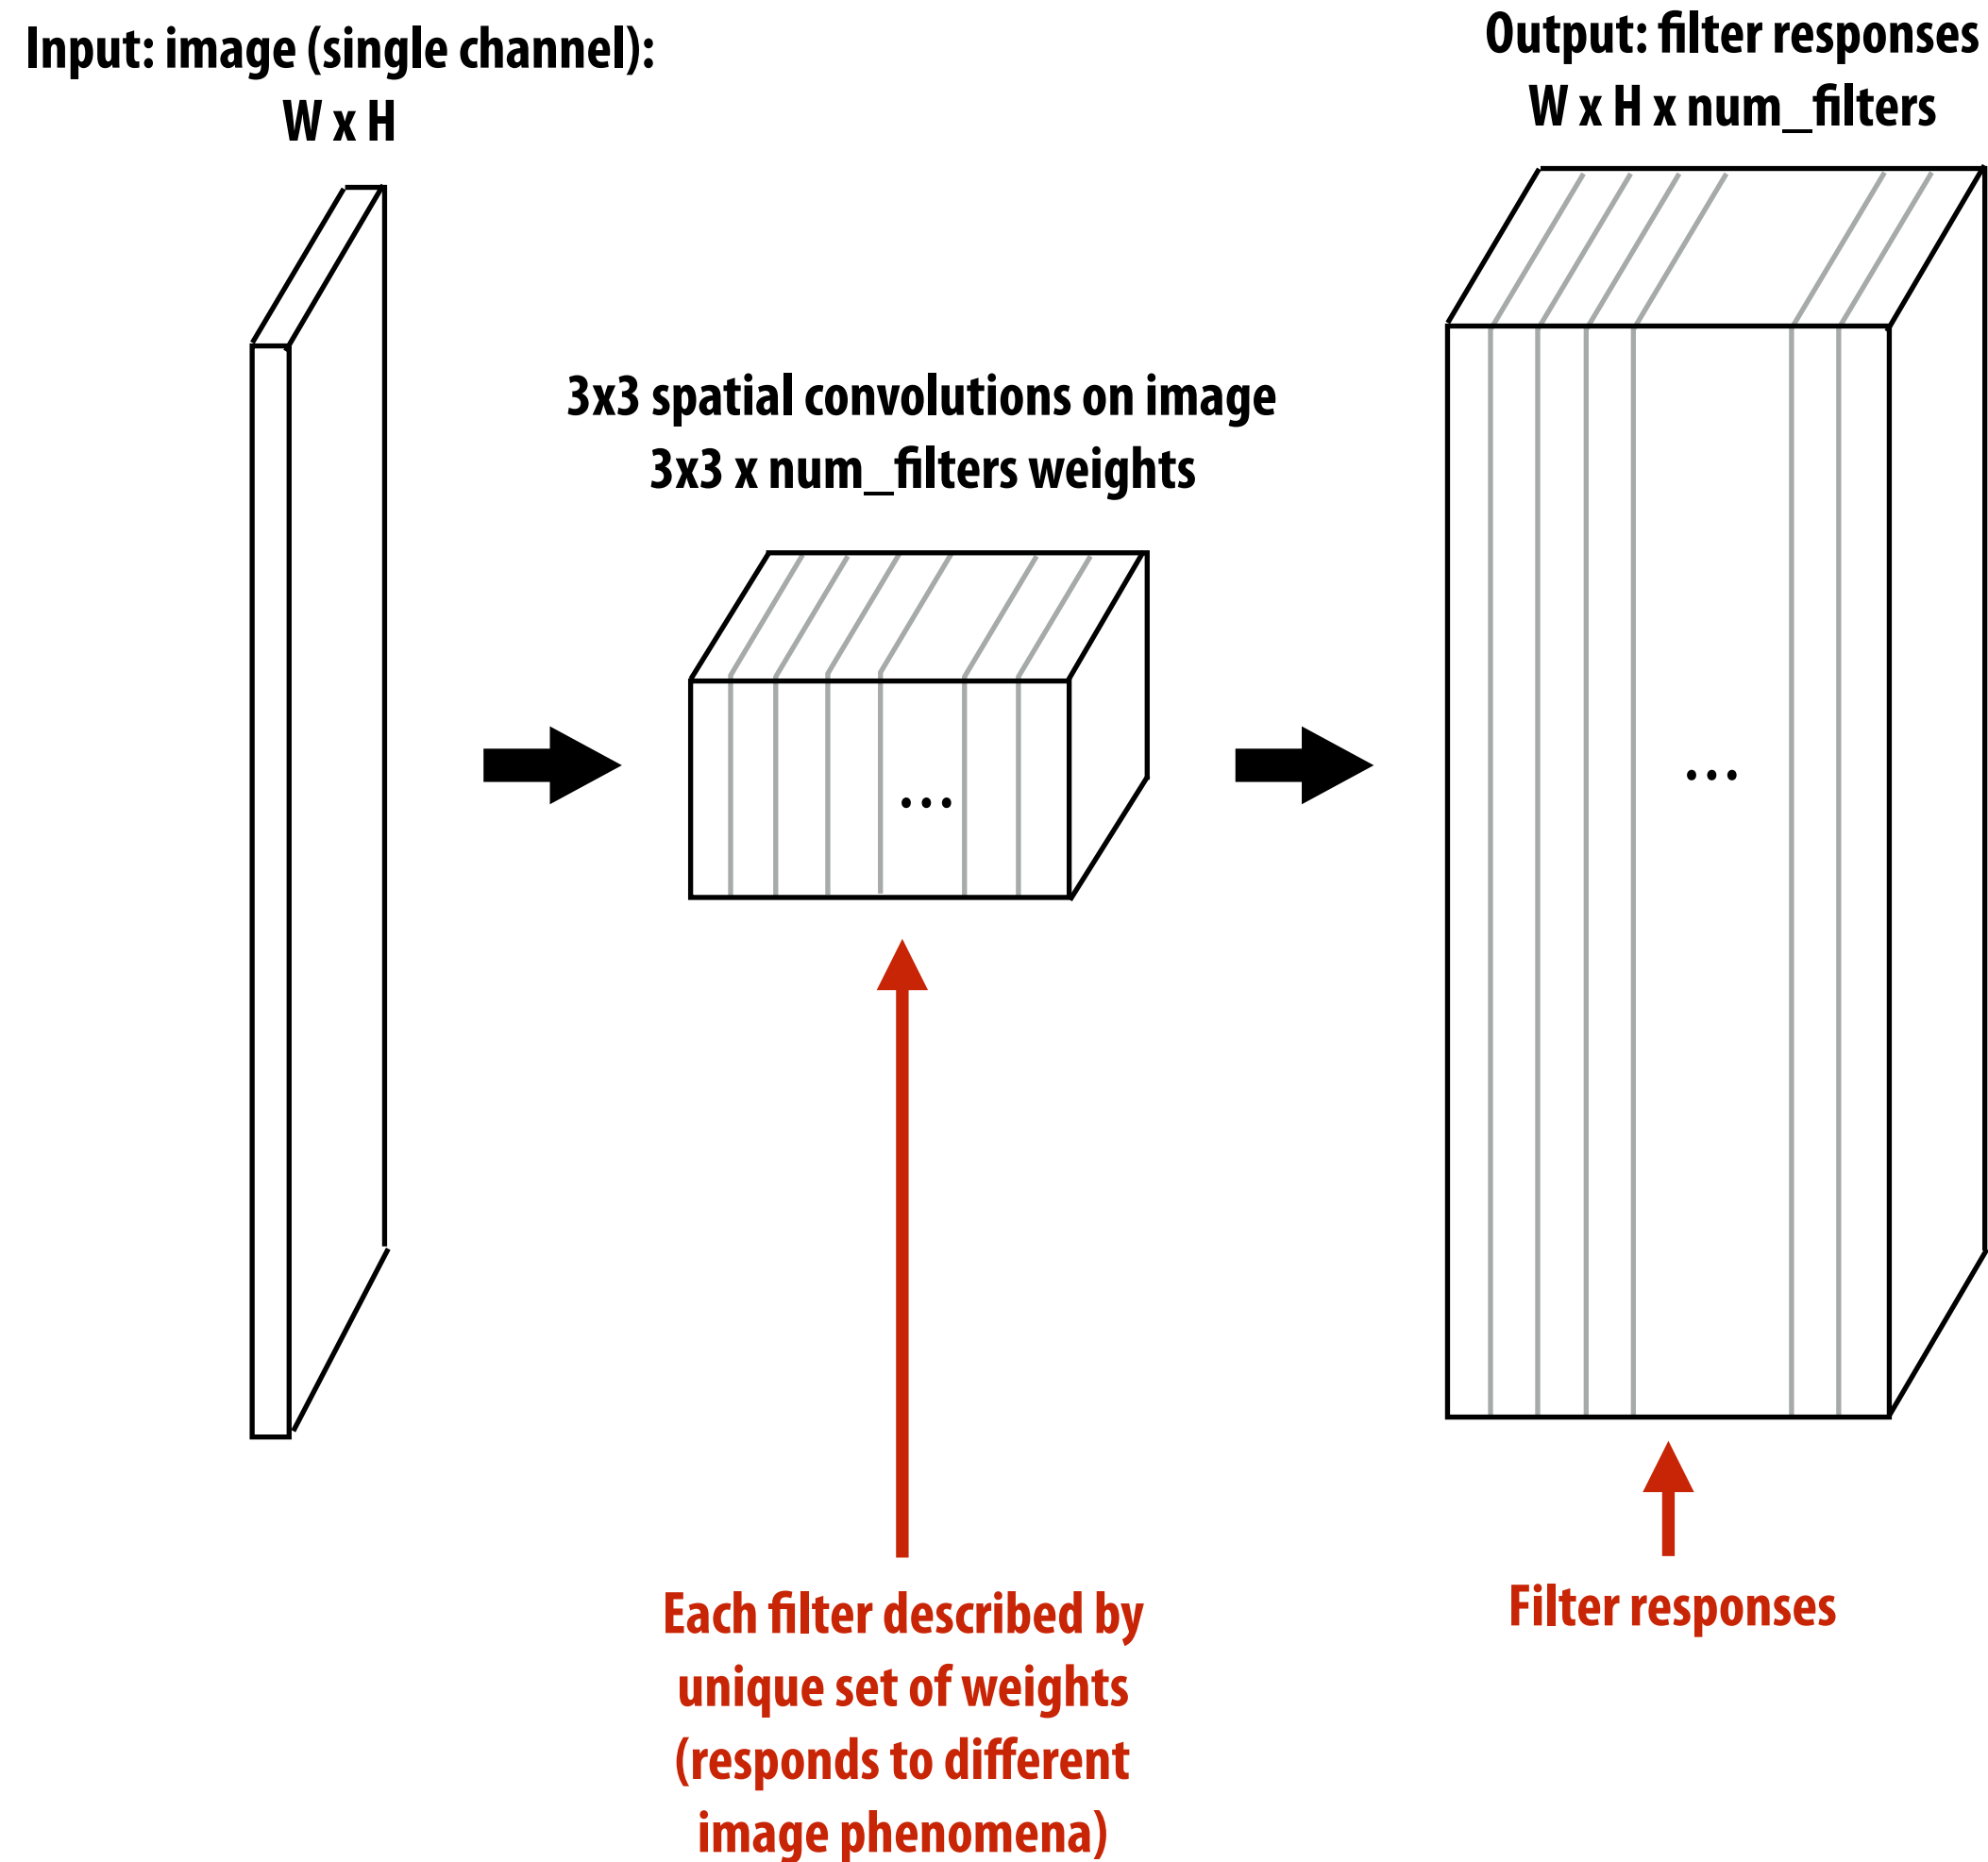 Input: image (single channel):
W x H
Output: filter responses
W x H x num_filters
3x3 spatial convolutions on image
3x3 x num_filters weights
...
...
Each filter described by
unique set of weights
(responds to different
image phenomena)
Filter responses